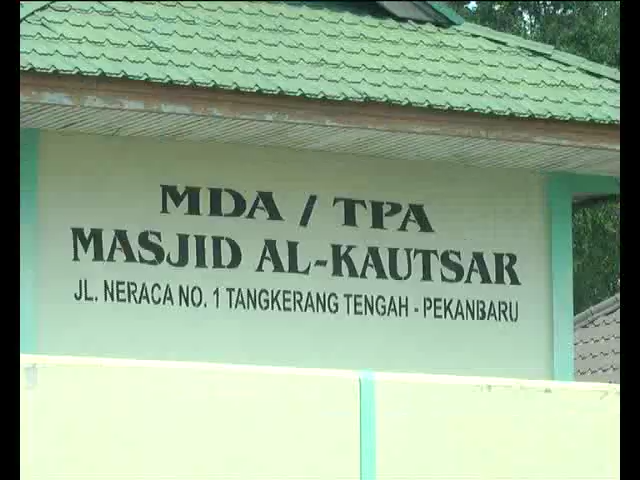 MDA / TPA
MASJID AL-KAUTSAR
JL. NERACA NO. 1 TANGKERANG TENGAH - PEKANBARU